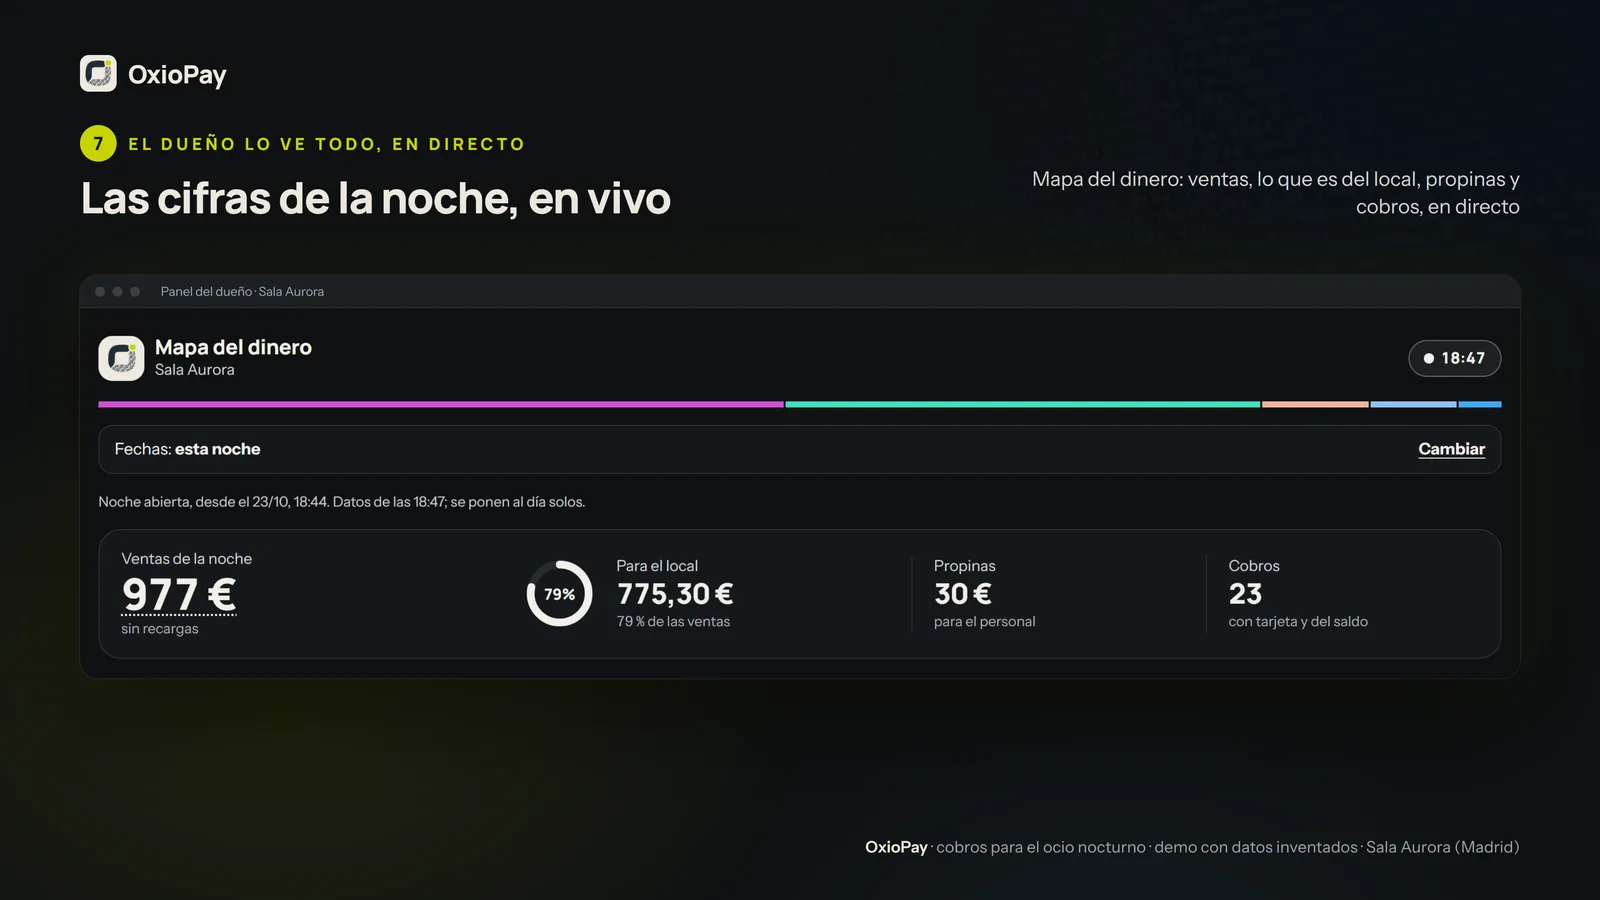 OxioPay
7 EL DUEÑO LO VE TODO, EN DIRECTO
Las cifras de la noche, en vivo
Mapa del dinero: ventas, lo que es del local, propinas y
cobros, en directo
Panel del dueño · Sala Aurora
Mapa del dinero
Sala Aurora
18:47
Fechas: esta noche
Cambiar
Noche abierta, desde el 23/10, 18:44. Datos de las 18:47; se ponen al día solos.
Ventas de la noche
977 €
sin recargas
79%
Para el local
775,30 €
79 % de las ventas
Propinas
30 €
para el personal
Cobros
23
con tarjeta y del saldo
OxioPay · cobros para el ocio nocturno · demo con datos inventados · Sala Aurora (Madrid)